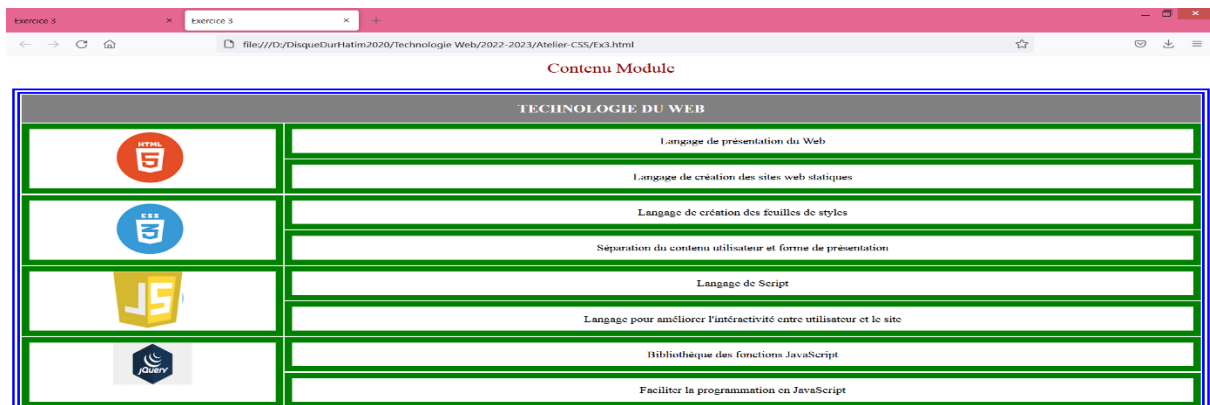 Exercice 3
Exercice 3
file:///D:/DisqueDurHatim2020/Technologie Web/2022-2023/Atelier-CSS/Ex3.html
Contenu Module
TECHNOLOGIE DU WEB
HTML
5
Langage de présentation du Web
Langage de création des sites web statiques
CSS
3
Langage de création des feuilles de styles
Séparation du contenu utilisateur et forme de présentation
JS
Langage de Script
Langage pour améliorer l'intéractivité entre utilisateur et le site
jQuery
Bibliothèque des fonctions JavaScript
Faciliter la programmation en JavaScript